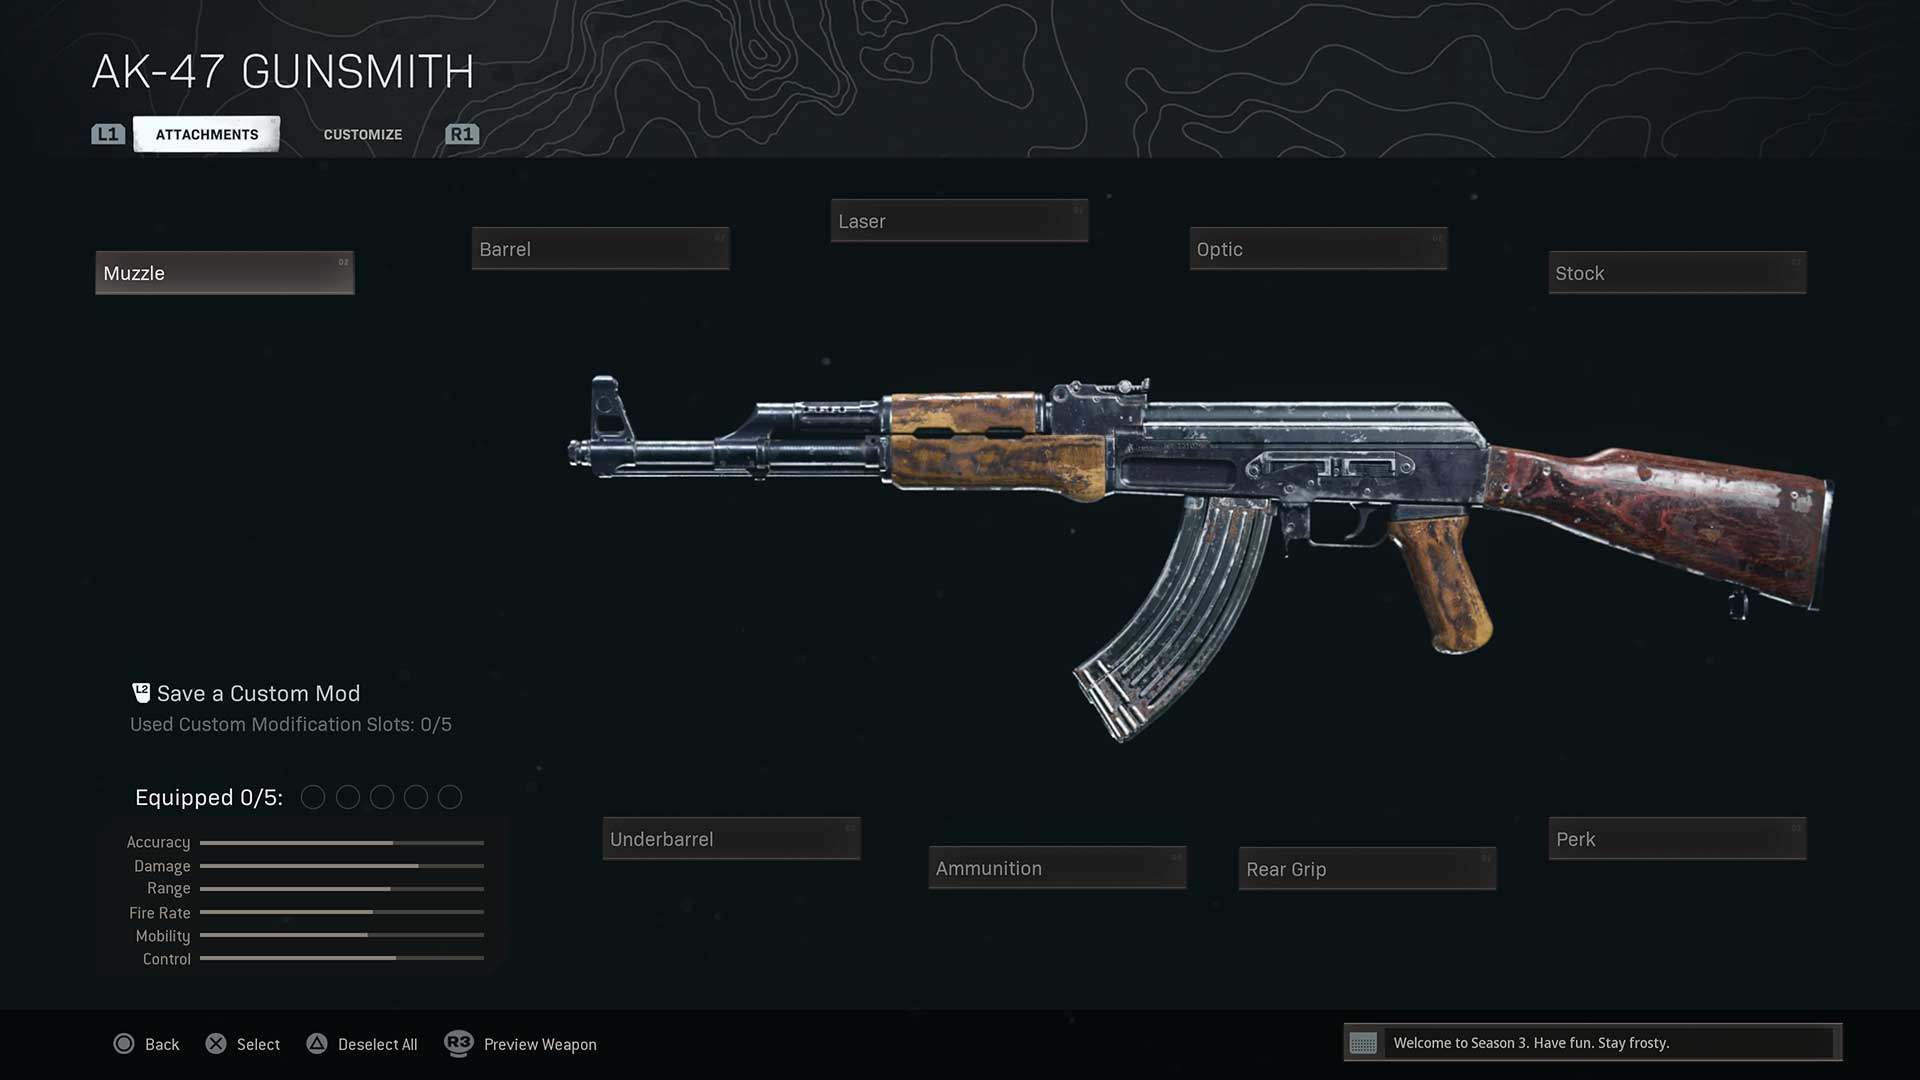 AK-47 GUNSMITH
L1 ATTACHMENTS CUSTOMIZE R1
Laser
Barrel
Optic
Muzzle
Stock
L2 Save a Custom Mod
Used Custom Modification Slots: 0/5
Equipped 0/5:
Accuracy
Damage
Range
Fire Rate
Mobility
Control
Underbarrel
Ammunition
Rear Grip
Perk
Back Select Deselect All R3 Preview Weapon
Welcome to Season 3. Have fun. Stay frosty.